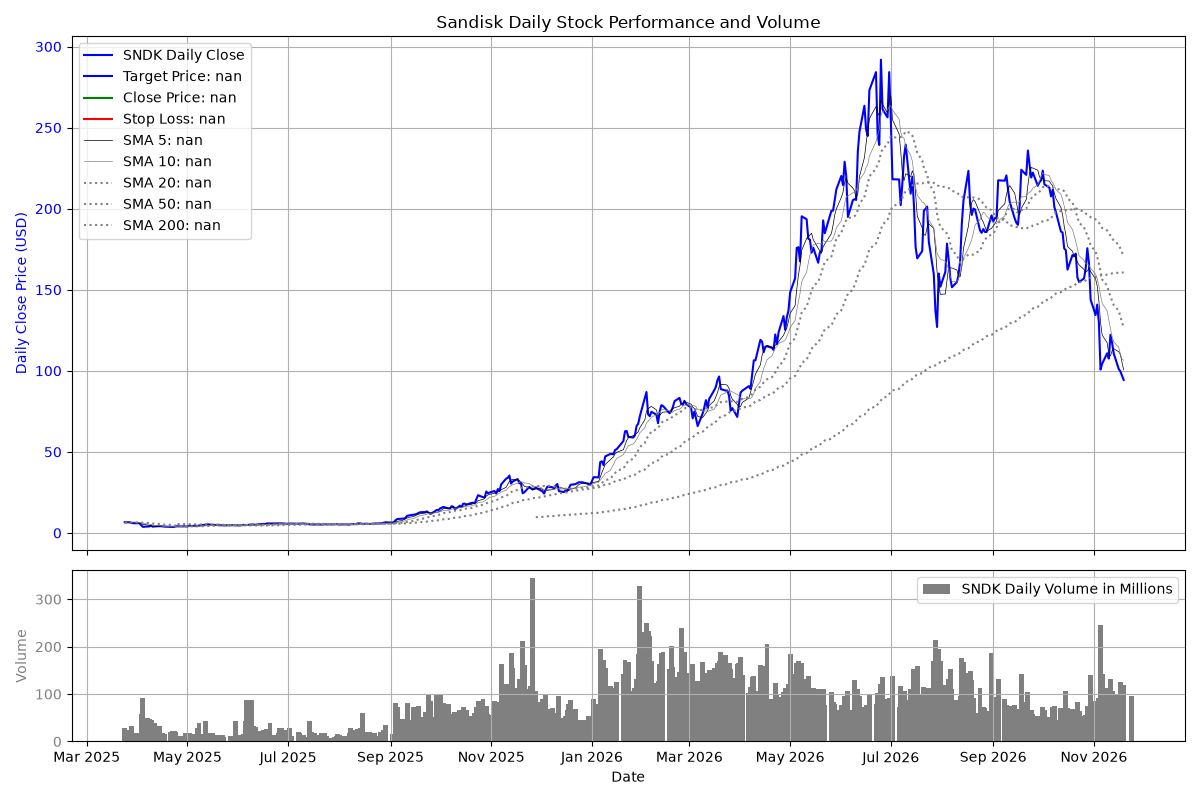 Sandisk Daily Stock Performance and Volume
300
250
200
150
100
50
0
Daily Close Price (USD)
SNDK Daily Close
Target Price: nan
Close Price: nan
Stop Loss: nan
SMA 5: nan
SMA 10: nan
SMA 20: nan
SMA 50: nan
SMA 200: nan
300
200
100
0
Volume
SNDK Daily Volume in Millions
Mar 2025 May 2025 Jul 2025 Sep 2025 Nov 2025 Jan 2026 Mar 2026 May 2026 Jul 2026 Sep 2026 Nov 2026
Date